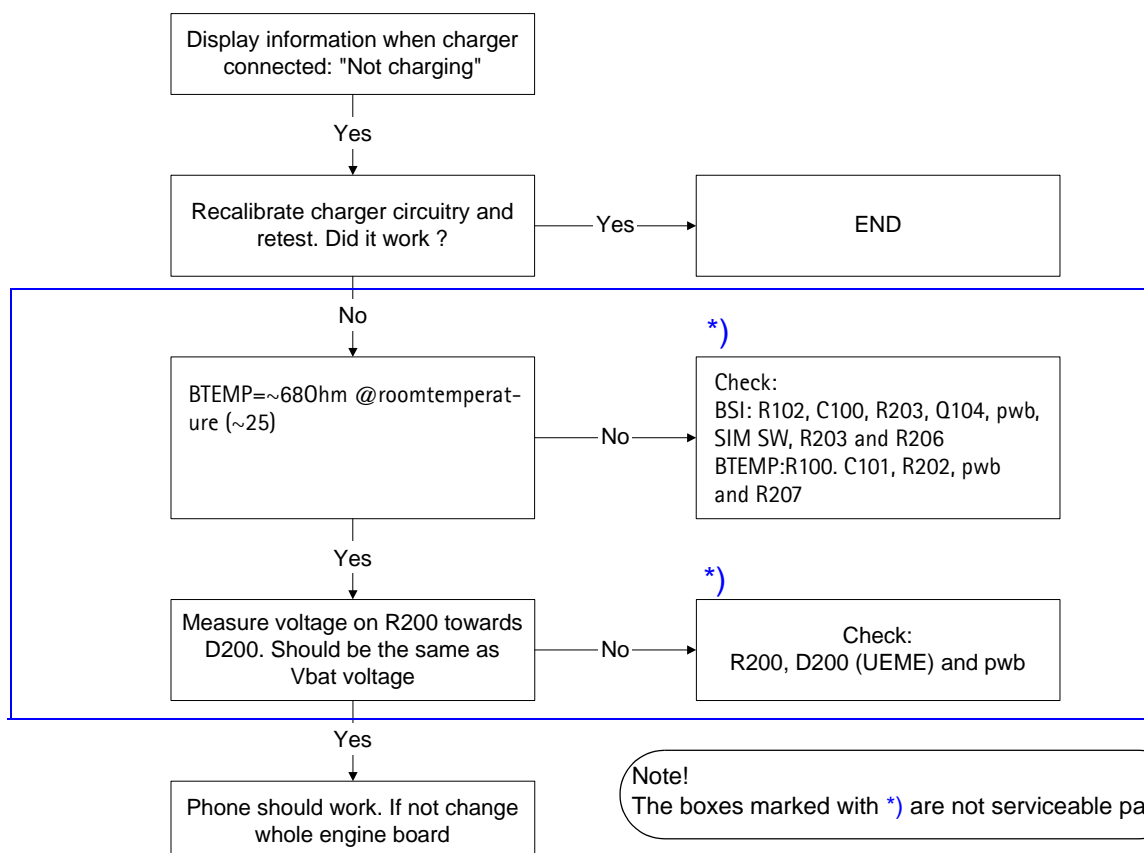 Display information when charger
connected: "Not charging"
Yes
Recalibrate charger circuitry and
retest. Did it work ?
Yes
END
No
*)
BTEMP=~68Ohm @roomtemperat-
ure (~25)
No
Check:
BSI: R102, C100, R203, Q104, pwb,
SIM SW, R203 and R206
BTEMP:R100. C101, R202, pwb
and R207
Yes
*)
Measure voltage on R200 towards
D200. Should be the same as
Vbat voltage
No
Check:
R200, D200 (UEME) and pwb
Yes
Phone should work. If not change
whole engine board
Note!
The boxes marked with *) are not serviceable pa